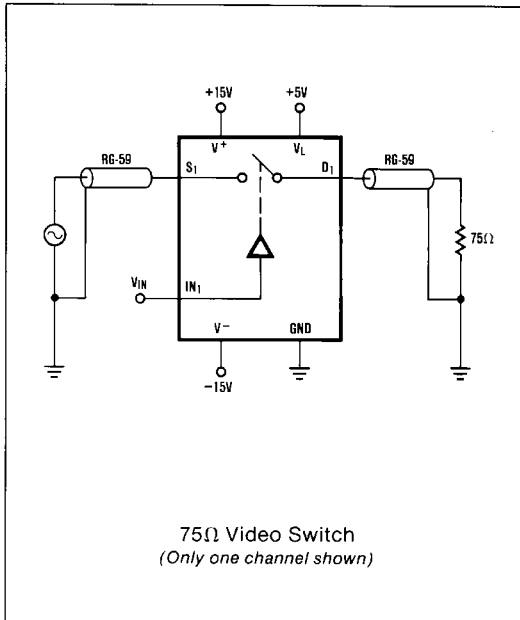 +15V +5V
V+ VL
RG-59 S1 D1 RG-59
75Ω
VIN IN1
V− GND
−15V
75Ω Video Switch
(Only one channel shown)